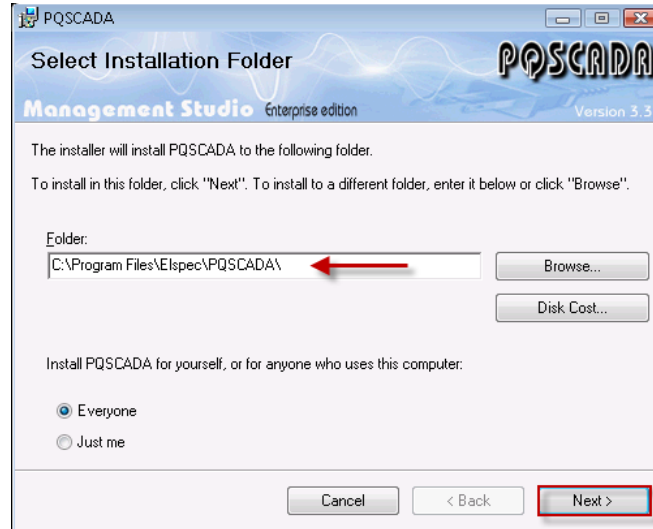 PQSCADA
Select Installation Folder
PQSCADA
Management Studio Enterprise edition
Version 3.3
The installer will install PQSCADA to the following folder.
To install in this folder, click "Next". To install to a different folder, enter it below or click "Browse".
Folder:
C:\Program Files\Elspec\PQSCADA\
Browse...
Disk Cost...
Install PQSCADA for yourself, or for anyone who uses this computer:
Everyone
Just me
Cancel
< Back
Next >